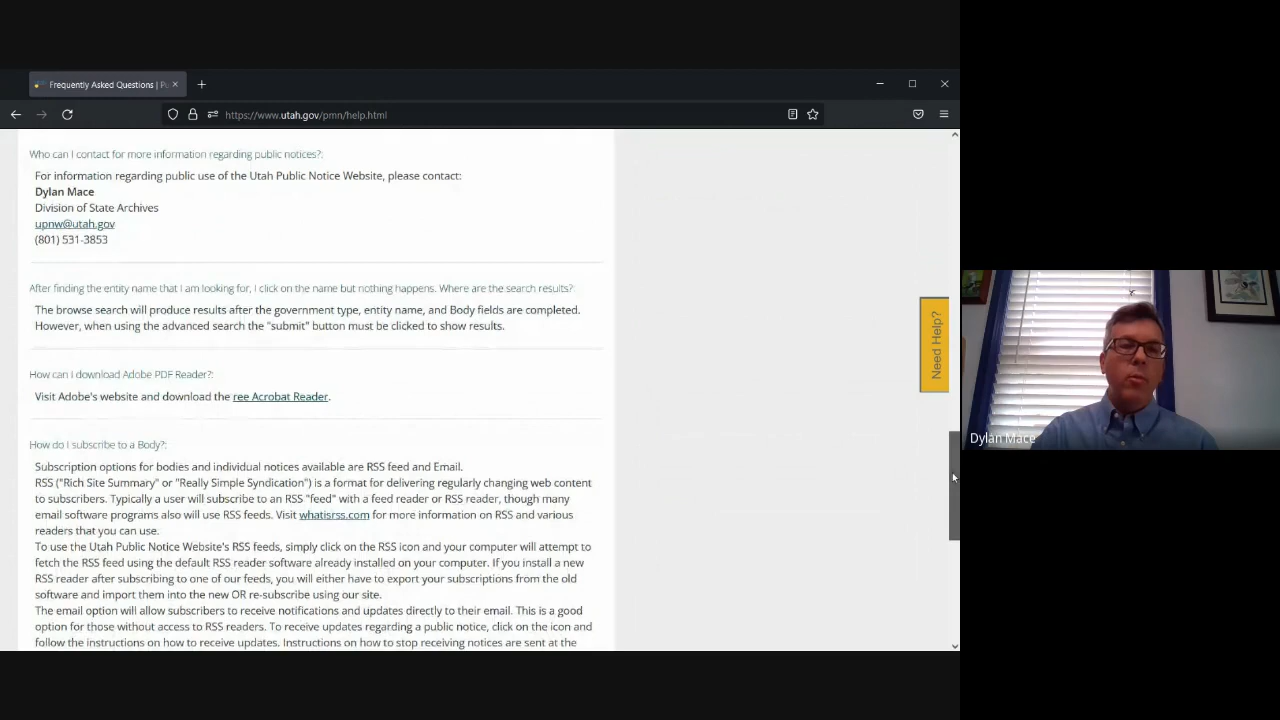 Frequently Asked Questions | Pu
https://www.utah.gov/pmn/help.html
Who can I contact for more information regarding public notices?:
For information regarding public use of the Utah Public Notice Website, please contact:
Dylan Mace
Division of State Archives
upnw@utah.gov
(801) 531-3853
After finding the entity name that I am looking for, I click on the name but nothing happens. Where are the search results?:
The browse search will produce results after the government type, entity name, and Body fields are completed.
However, when using the advanced search the "submit" button must be clicked to show results.
How can I download Adobe PDF Reader?:
Visit Adobe's website and download the ree Acrobat Reader.
How do I subscribe to a Body?:
Subscription options for bodies and individual notices available are RSS feed and Email.
RSS ("Rich Site Summary" or "Really Simple Syndication") is a format for delivering regularly changing web content
to subscribers. Typically a user will subscribe to an RSS "feed" with a feed reader or RSS reader, though many
email software programs also will use RSS feeds. Visit whatisrss.com for more information on RSS and various
readers that you can use.
To use the Utah Public Notice Website's RSS feeds, simply click on the RSS icon and your computer will attempt to
fetch the RSS feed using the default RSS reader software already installed on your computer. If you install a new
RSS reader after subscribing to one of our feeds, you will either have to export your subscriptions from the old
software and import them into the new OR re-subscribe using our site.
The email option will allow subscribers to receive notifications and updates directly to their email. This is a good
option for those without access to RSS readers. To receive updates regarding a public notice, click on the icon and
follow the instructions on how to receive updates. Instructions on how to stop receiving notices are sent at the
Need Help?
Dylan Mace